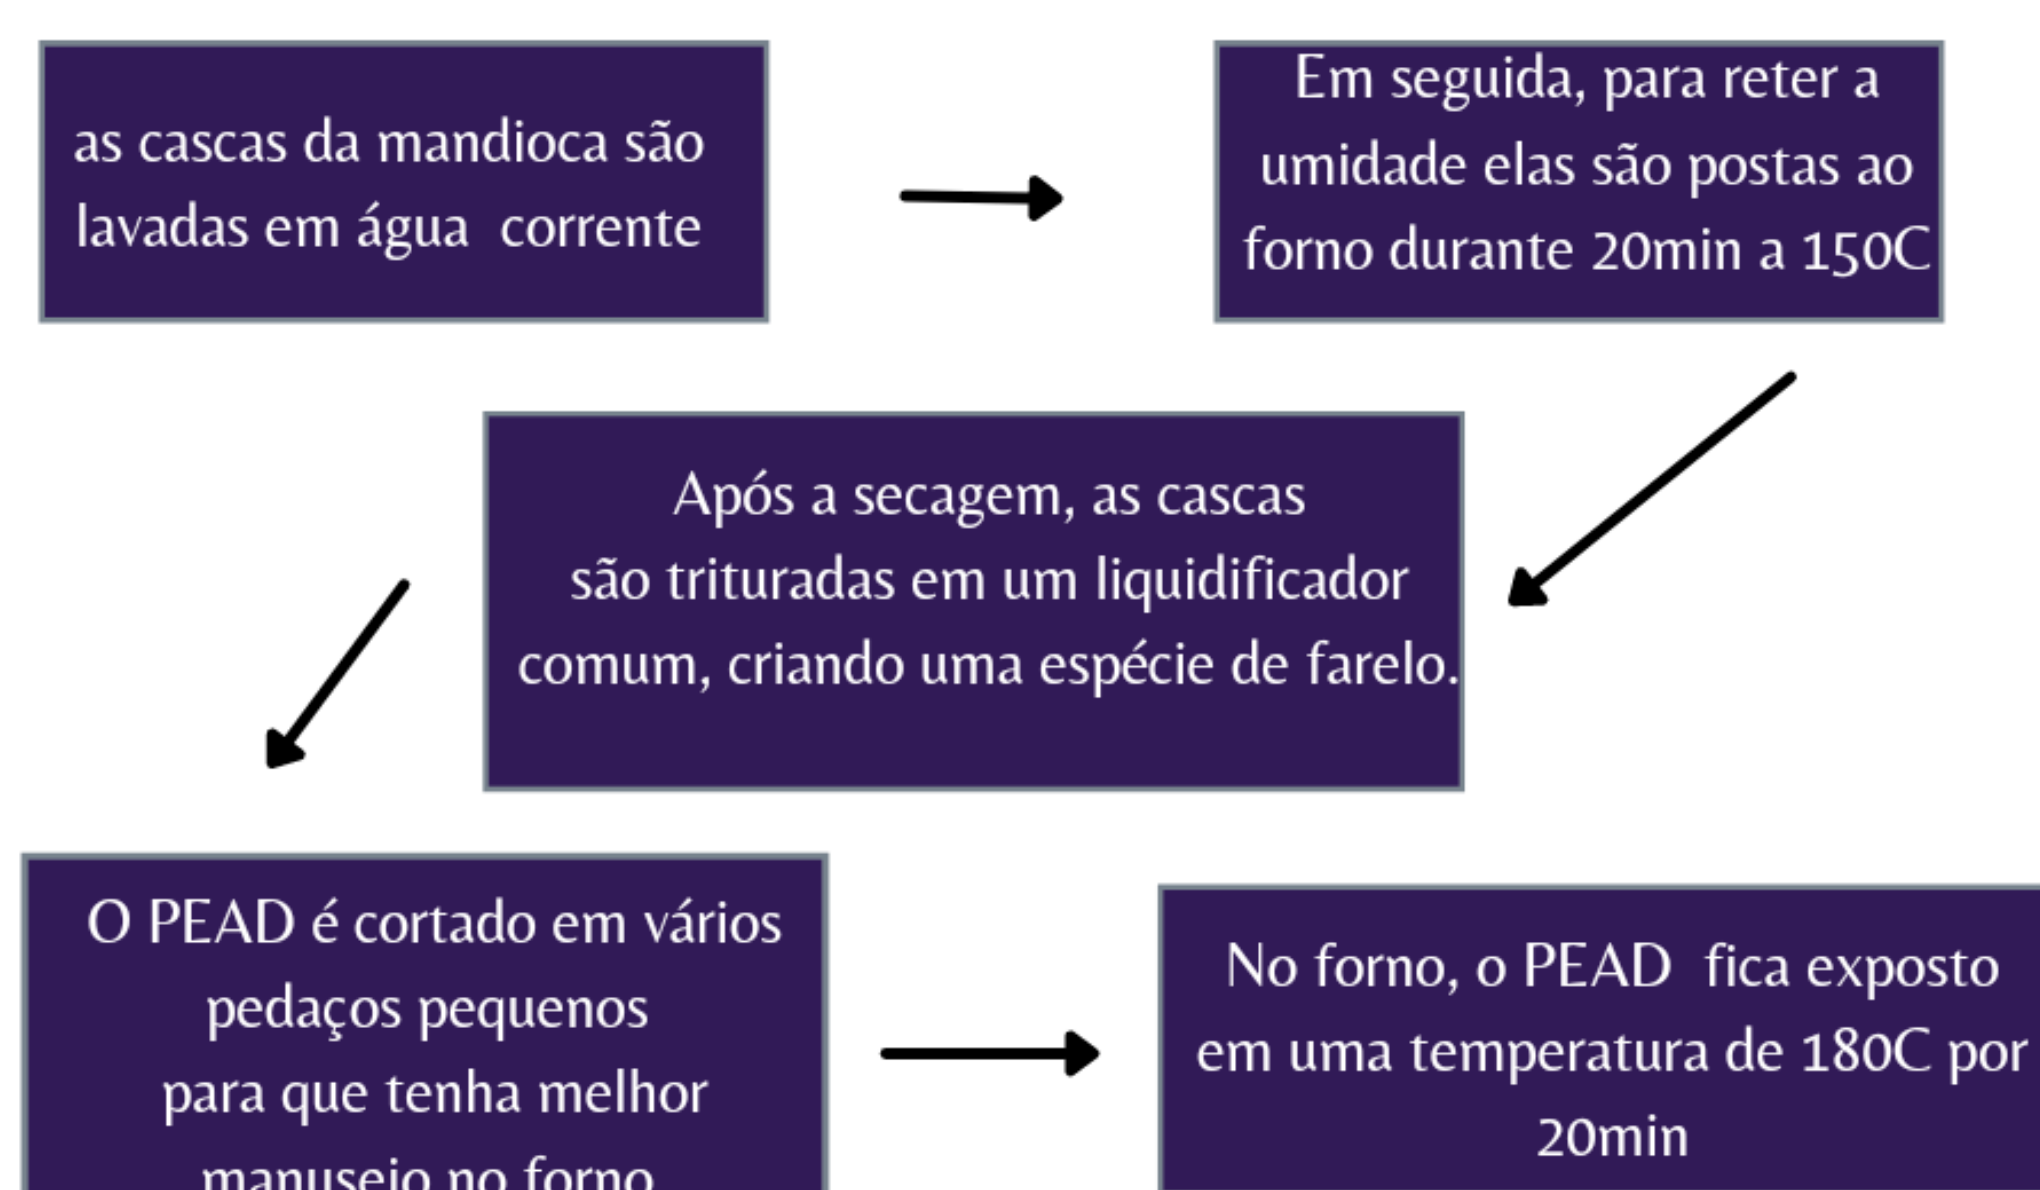 as cascas da mandioca são
lavadas em água corrente
Em seguida, para reter a
umidade elas são postas ao
forno durante 20min a 150C
Após a secagem, as cascas
são trituradas em um liquidificador
comum, criando uma espécie de farelo.
O PEAD é cortado em vários
pedaços pequenos
para que tenha melhor
manuseio no forno
No forno, o PEAD fica exposto
em uma temperatura de 180C por
20min